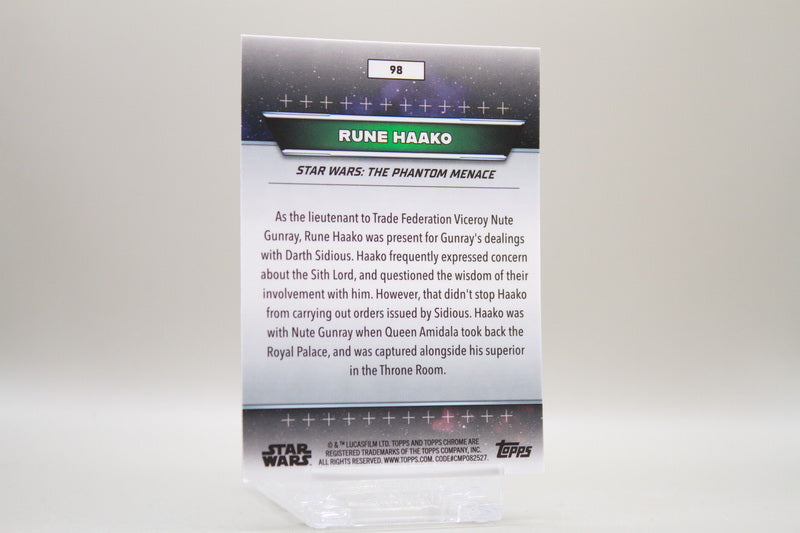 98
RUNE HAAKO
STAR WARS: THE PHANTOM MENACE
As the lieutenant to Trade Federation Viceroy Nute
Gunray, Rune Haako was present for Gunray's dealings
with Darth Sidious. Haako frequently expressed concern
about the Sith Lord, and questioned the wisdom of their
involvement with him. However, that didn't stop Haako
from carrying out orders issued by Sidious. Haako was
with Nute Gunray when Queen Amidala took back the
Royal Palace, and was captured alongside his superior
in the Throne Room.
STAR
WARS™
© & ™ LUCASFILM LTD. TOPPS AND TOPPS CHROME ARE
REGISTERED TRADEMARKS OF THE TOPPS COMPANY, INC.
ALL RIGHTS RESERVED. WWW.TOPPS.COM. CODE#CMP082527.
Topps